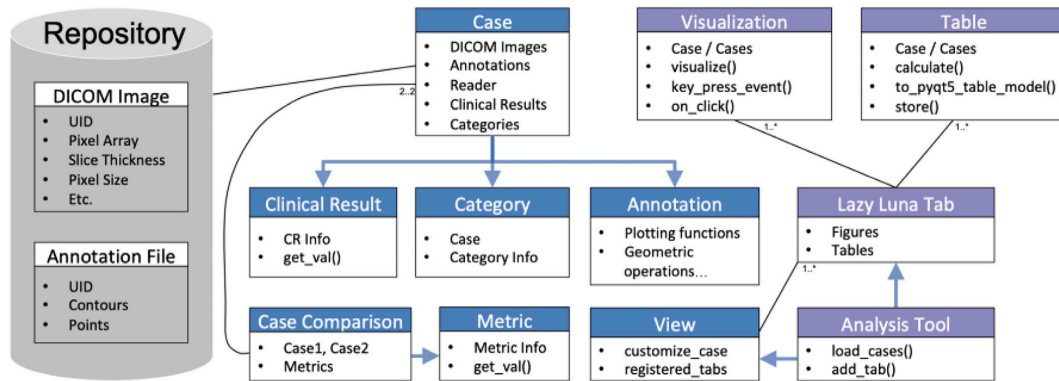 Repository
DICOM Image
• UID
• Pixel Array
• Slice Thickness
• Pixel Size
• Etc.
Annotation File
• UID
• Contours
• Points
Case
• DICOM Images
• Annotations
• Reader
• Clinical Results
• Categories
2..2
Visualization
• Case / Cases
• visualize()
• key_press_event()
• on_click()
1..*
Table
• Case / Cases
• calculate()
• to_pyqt5_table_model()
• store()
1..*
Clinical Result
• CR Info
• get_val()
Category
• Case
• Category Info
Annotation
• Plotting functions
• Geometric
operations...
Lazy Luna Tab
• Figures
• Tables
1..*
Case Comparison
• Case1, Case2
• Metrics
Metric
• Metric Info
• get_val()
View
• customize_case
• registered_tabs
Analysis Tool
• load_cases()
• add_tab()